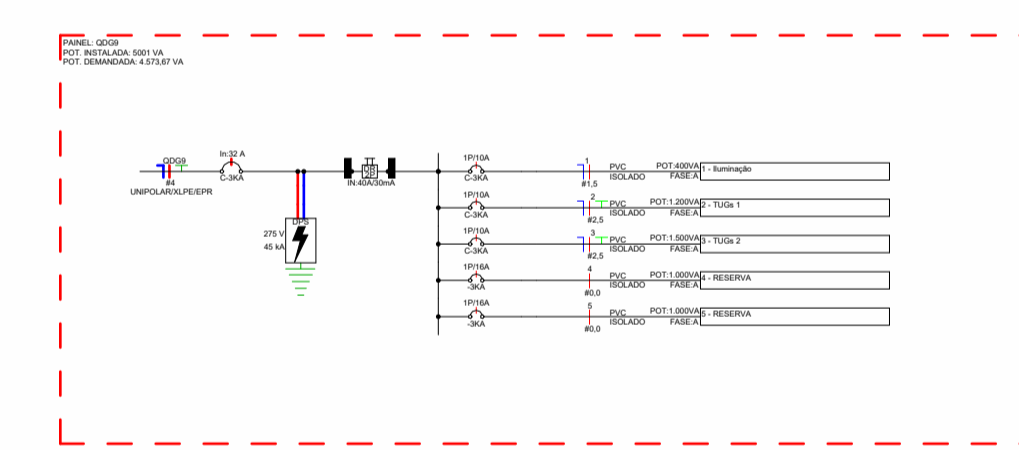 PAINEL: QDG9
POT. INSTALADA: 5001 VA
POT. DEMANDADA: 4.573,67 VA
QDG9
#4
UNIPOLAR/XLPE/EPR
In:32 A
C-3KA
DPS
275 V
45 kA
DR
2P
IN:40A/30mA
1P/10A
C-3KA
1
#1,5
PVC
ISOLADO
POT:400VA
FASE:A
1 - Iluminação
1P/10A
C-3KA
2
#2,5
PVC
ISOLADO
POT:1.200VA
FASE:A
2 - TUGs 1
1P/10A
C-3KA
3
#2,5
PVC
ISOLADO
POT:1.500VA
FASE:A
3 - TUGs 2
1P/16A
-3KA
4
#0,0
PVC
ISOLADO
POT:1.000VA
FASE:A
4 - RESERVA
1P/16A
-3KA
5
#0,0
PVC
ISOLADO
POT:1.000VA
FASE:A
5 - RESERVA